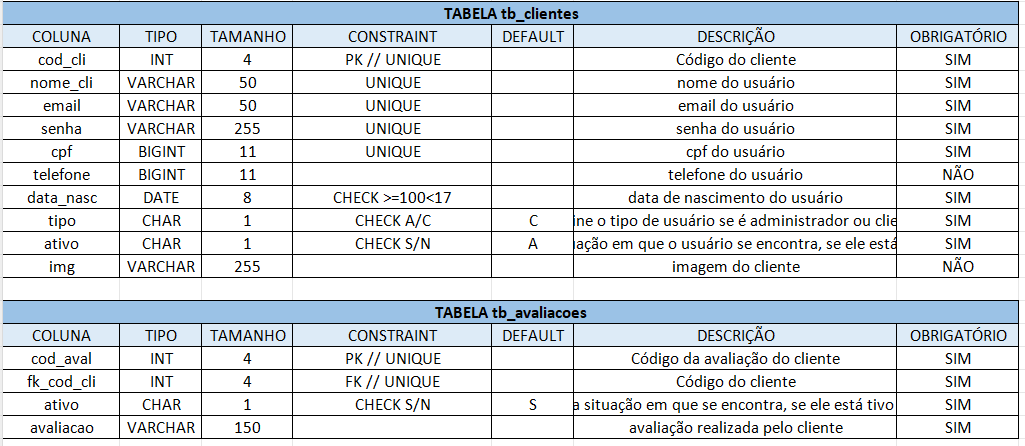 TABELA tb_clientes
COLUNA TIPO TAMANHO CONSTRAINT DEFAULT DESCRIÇÃO OBRIGATÓRIO
cod_cli INT 4 PK // UNIQUE Código do cliente SIM
nome_cli VARCHAR 50 UNIQUE nome do usuário SIM
email VARCHAR 50 UNIQUE email do usuário SIM
senha VARCHAR 255 UNIQUE senha do usuário SIM
cpf BIGINT 11 UNIQUE cpf do usuário SIM
telefone BIGINT 11 telefone do usuário NÃO
data_nasc DATE 8 CHECK >=100<17 data de nascimento do usuário SIM
tipo CHAR 1 CHECK A/C C ine o tipo de usuário se é administrador ou clie SIM
ativo CHAR 1 CHECK S/N A uação em que o usuário se encontra, se ele está SIM
img VARCHAR 255 imagem do cliente NÃO
TABELA tb_avaliacoes
COLUNA TIPO TAMANHO CONSTRAINT DEFAULT DESCRIÇÃO OBRIGATÓRIO
cod_aval INT 4 PK // UNIQUE Código da avaliação do cliente SIM
fk_cod_cli INT 4 FK // UNIQUE Código do cliente SIM
ativo CHAR 1 CHECK S/N S a situação em que se encontra, se ele está tivo SIM
avaliacao VARCHAR 150 avaliação realizada pelo cliente SIM